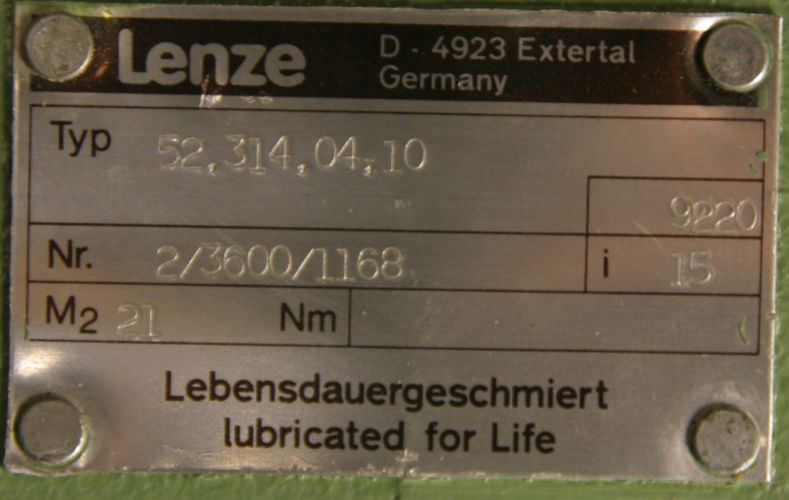 Lenze D - 4923 Extertal
Germany
Typ 52.314.04.10
9220
Nr. 2/3600/1168 i 15
M2 21 Nm
Lebensdauergeschmiert
lubricated for Life